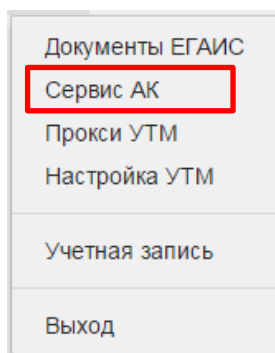 Документы ЕГАИС
Сервис АК
Прокси УТМ
Настройка УТМ
Учетная запись
Выход